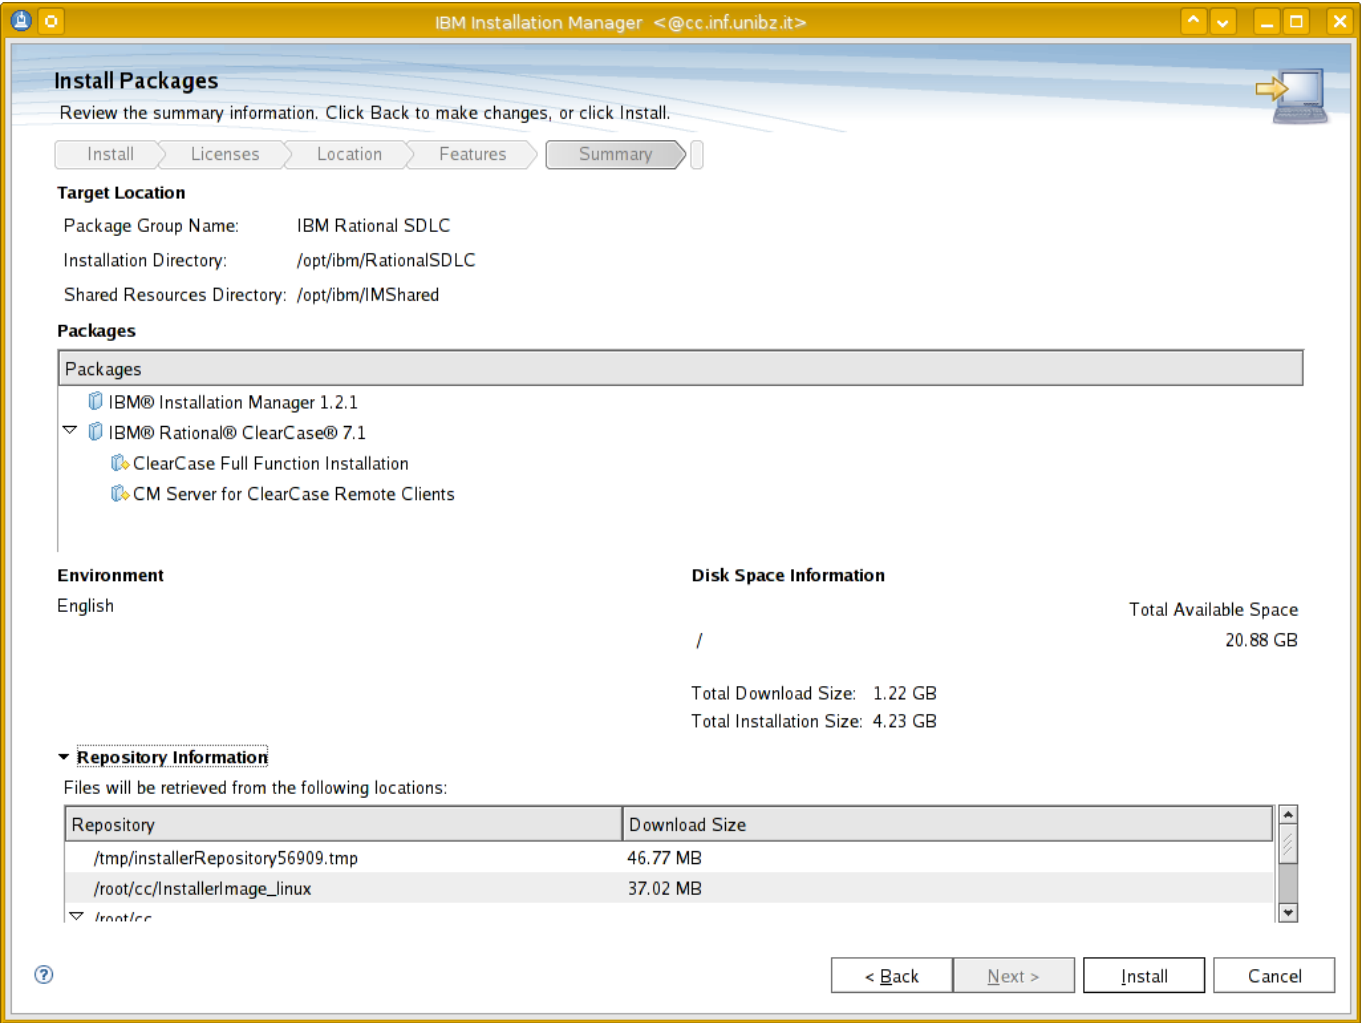 IBM Installation Manager <@cc.inf.unibz.it>
Install Packages
Review the summary information. Click Back to make changes, or click Install.
Install Licenses Location Features Summary
Target Location
Package Group Name: IBM Rational SDLC
Installation Directory: /opt/ibm/RationalSDLC
Shared Resources Directory: /opt/ibm/IMShared
Packages
Packages
IBM® Installation Manager 1.2.1
IBM® Rational® ClearCase® 7.1
ClearCase Full Function Installation
CM Server for ClearCase Remote Clients
Environment
English
Disk Space Information
Total Available Space
/ 20.88 GB
Total Download Size: 1.22 GB
Total Installation Size: 4.23 GB
Repository Information
Files will be retrieved from the following locations:
Repository Download Size
/tmp/installerRepository56909.tmp 46.77 MB
/root/cc/InstallerImage_linux 37.02 MB
/root/cc
? < Back Next > Install Cancel